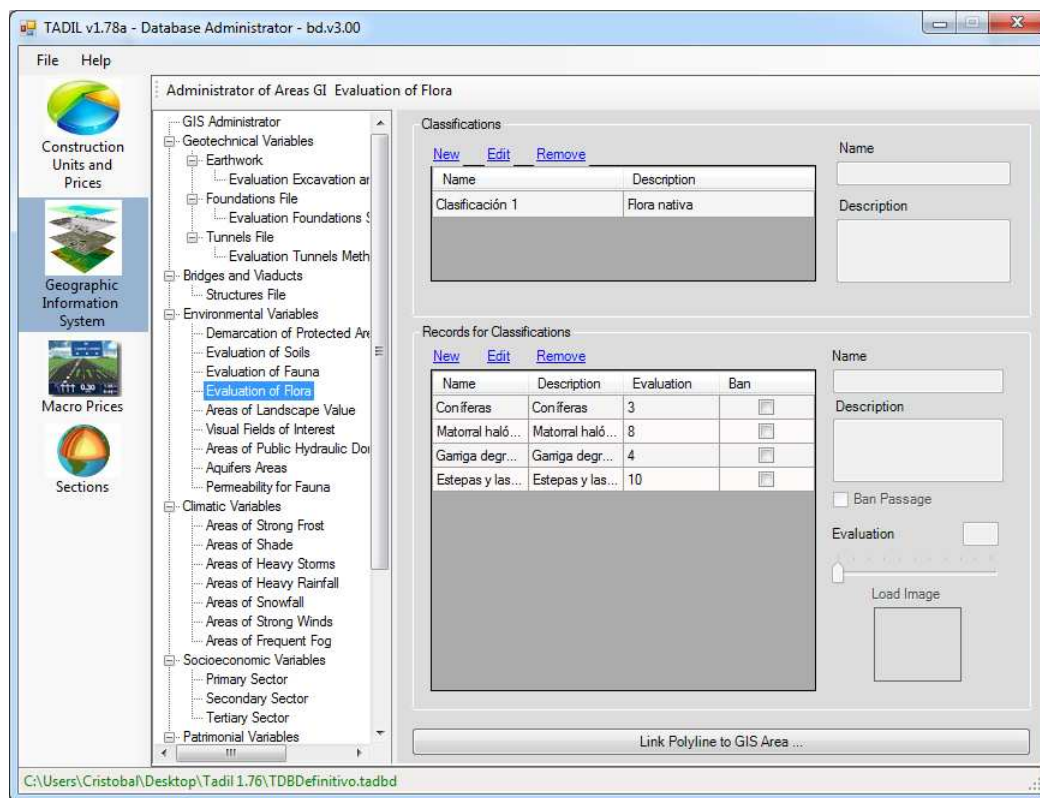 TADIL v1.78a - Database Administrator - bd.v3.00
File Help
Construction Units and Prices
Geographic Information System
Macro Prices
Sections
Administrator of Areas GI Evaluation of Flora
GIS Administrator
Geotechnical Variables
Earthwork
Evaluation Excavation ar
Foundations File
Evaluation Foundations S
Tunnels File
Evaluation Tunnels Meth
Bridges and Viaducts
Structures File
Environmental Variables
Demarcation of Protected Are
Evaluation of Soils
Evaluation of Fauna
Evaluation of Flora
Areas of Landscape Value
Visual Fields of Interest
Areas of Public Hydraulic Dor
Aquifers Areas
Permeability for Fauna
Climatic Variables
Areas of Strong Frost
Areas of Shade
Areas of Heavy Storms
Areas of Heavy Rainfall
Areas of Snowfall
Areas of Strong Winds
Areas of Frequent Fog
Socioeconomic Variables
Primary Sector
Secondary Sector
Tertiary Sector
Patrimonial Variables
Classifications
New Edit Remove
Name Description
Clasificación 1 Flora nativa
Name
Description
Records for Classifications
New Edit Remove
Name Description Evaluation Ban
Coníferas Coníferas 3
Matorral haló... Matorral haló... 8
Garriga degr... Garriga degr... 4
Estepas y las... Estepas y las... 10
Name
Description
Ban Passage
Evaluation
Load Image
Link Polyline to GIS Area ...
C:\Users\Cristobal\Desktop\Tadil 1.76\TDBDefinitivo.tadbd